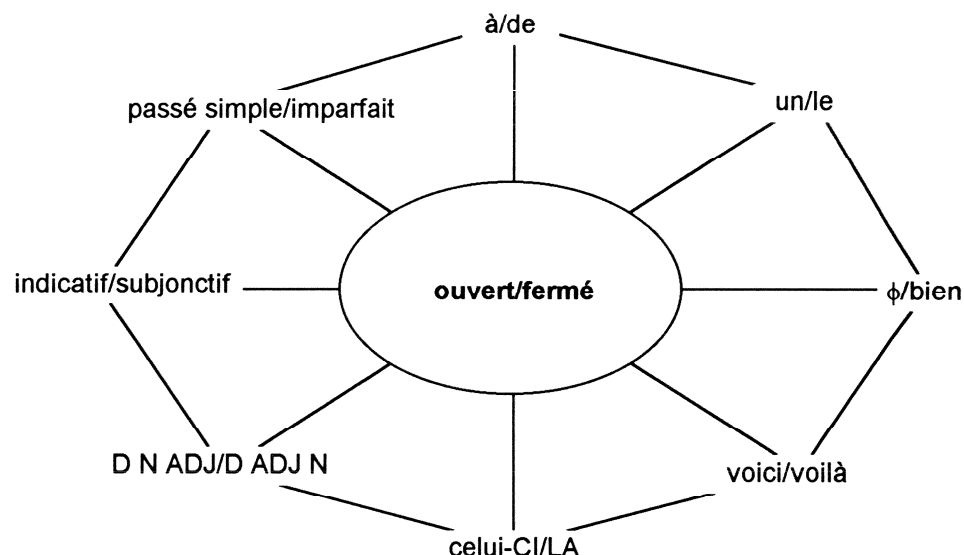 à/de
passé simple/imparfait
un/le
indicatif/subjonctif
ouvert/fermé
ϕ/bien
D N ADJ/D ADJ N
voici/voilà
celui-CI/LA